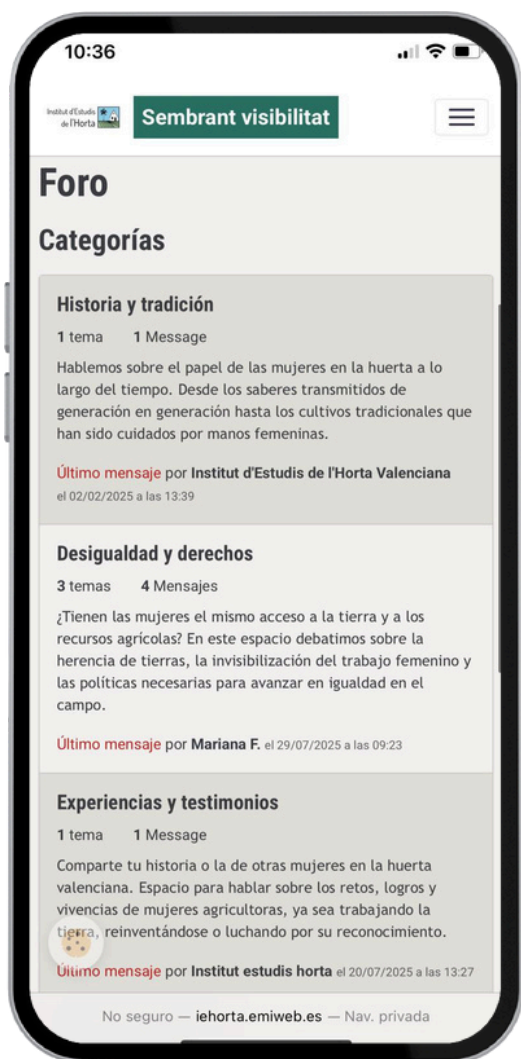 10:36
Institut d'Estudis
de l'Horta
Sembrant visibilitat
Foro
Categorías
Historia y tradición
1 tema 1 Message
Hablemos sobre el papel de las mujeres en la huerta a lo
largo del tiempo. Desde los saberes transmitidos de
generación en generación hasta los cultivos tradicionales que
han sido cuidados por manos femeninas.
Último mensaje por Institut d'Estudis de l'Horta Valenciana
el 02/02/2025 a las 13:39
Desigualdad y derechos
3 temas 4 Mensajes
¿Tienen las mujeres el mismo acceso a la tierra y a los
recursos agrícolas? En este espacio debatimos sobre la
herencia de tierras, la invisibilización del trabajo femenino y
las políticas necesarias para avanzar en igualdad en el
campo.
Último mensaje por Mariana F. el 29/07/2025 a las 09:23
Experiencias y testimonios
1 tema 1 Message
Comparte tu historia o la de otras mujeres en la huerta
valenciana. Espacio para hablar sobre los retos, logros y
vivencias de mujeres agricultoras, ya sea trabajando la
tierra, reinventándose o luchando por su reconocimiento.
Último mensaje por Institut estudis horta el 20/07/2025 a las 13:27
No seguro — iehorta.emiweb.es — Nav. privada